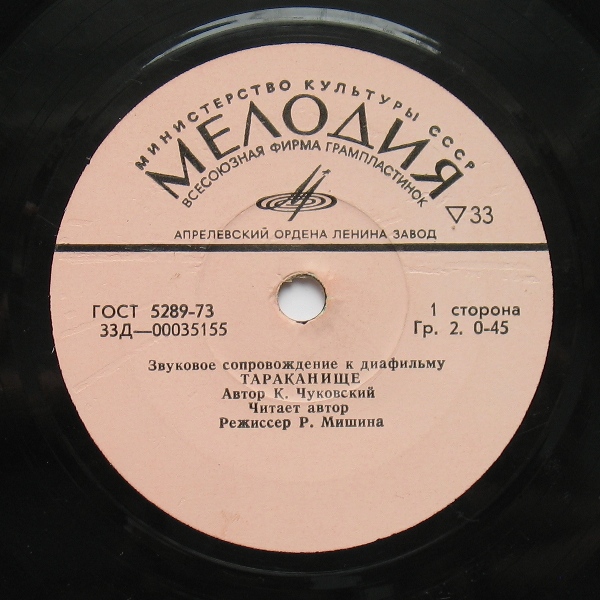 МИНИСТЕРСТВО КУЛЬТУРЫ СССР
МЕЛОДИЯ
ВСЕСОЮЗНАЯ ФИРМА ГРАМПЛАСТИНОК
▽33
АПРЕЛЕВСКИЙ ОРДЕНА ЛЕНИНА ЗАВОД
ГОСТ 5289-73
1 сторона
33Д—00035155
Гр. 2. 0-45
Звуковое сопровождение к диафильму
ТАРАКАНИЩЕ
Автор К. Чуковский
Читает автор
Режиссер Р. Мишина